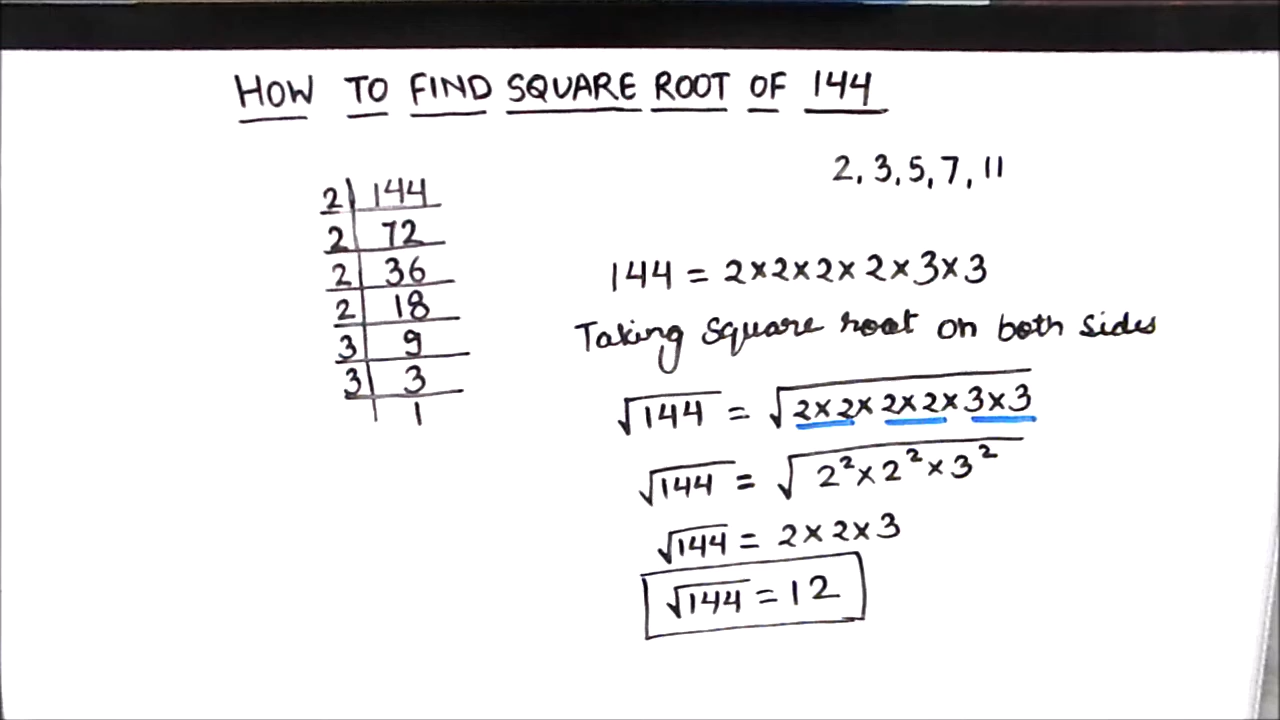 HOW TO FIND SQUARE ROOT OF 144
2, 3, 5, 7, 11
2 | 144
2 | 72
2 | 36
2 | 18
3 | 9
3 | 3
| 1
144 = 2×2×2×2×3×3
Taking square root on both sides
√144 = √2×2×2×2×3×3
√144 = √2²×2²×3²
√144 = 2×2×3
√144 = 12